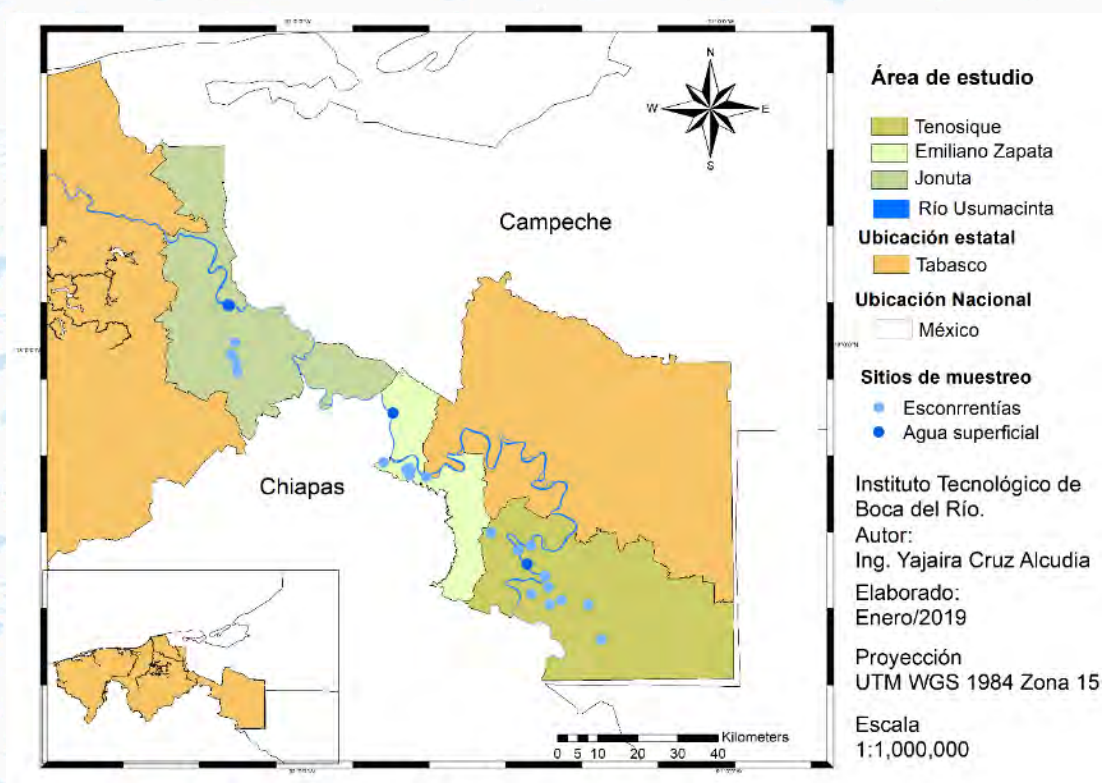 N
W
E
S
Campeche
Chiapas
Kilometers
0 5 10 20 30 40
Área de estudio
Tenosique
Emiliano Zapata
Jonuta
Río Usumacinta
Ubicación estatal
Tabasco
Ubicación Nacional
México
Sitios de muestreo
Esconrrentías
Agua superficial
Instituto Tecnológico de
Boca del Río.
Autor:
Ing. Yajaira Cruz Alcudia
Elaborado:
Enero/2019
Proyección
UTM WGS 1984 Zona 15
Escala
1:1,000,000